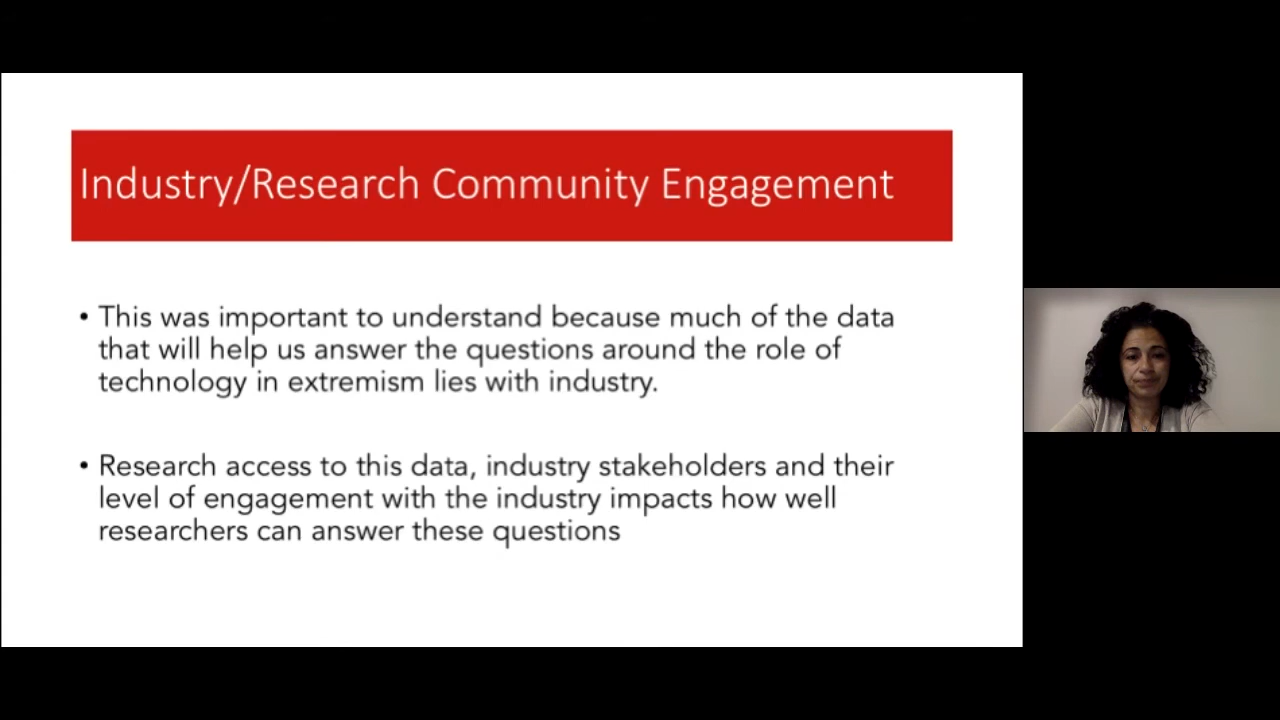 Industry/Research Community Engagement
• This was important to understand because much of the data
that will help us answer the questions around the role of
technology in extremism lies with industry.
• Research access to this data, industry stakeholders and their
level of engagement with the industry impacts how well
researchers can answer these questions